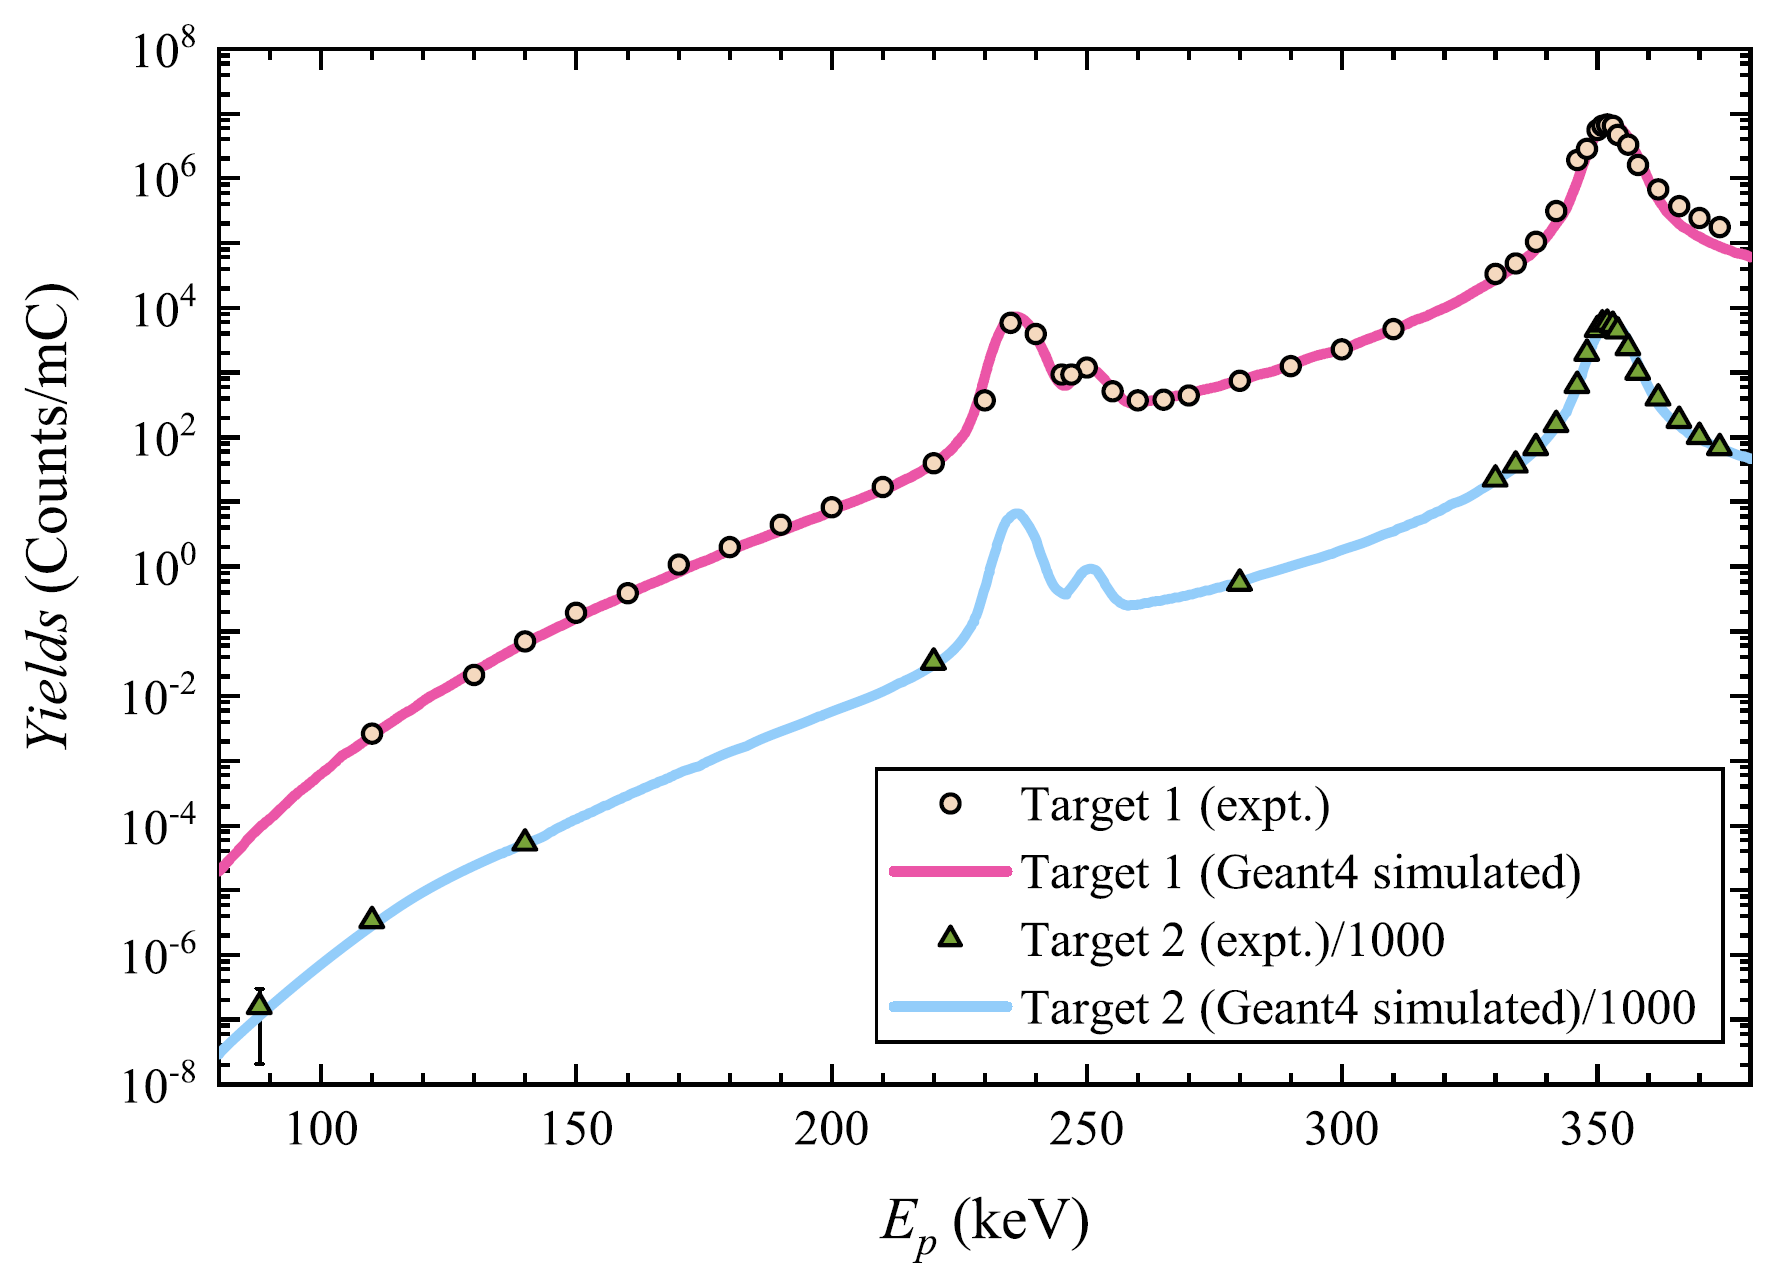 10^8
10^6
10^4
10^2
10^0
10^-2
10^-4
10^-6
10^-8
Yields (Counts/mC)
Target 1 (expt.)
Target 1 (Geant4 simulated)
Target 2 (expt.)/1000
Target 2 (Geant4 simulated)/1000
100 150 200 250 300 350
E_p (keV)